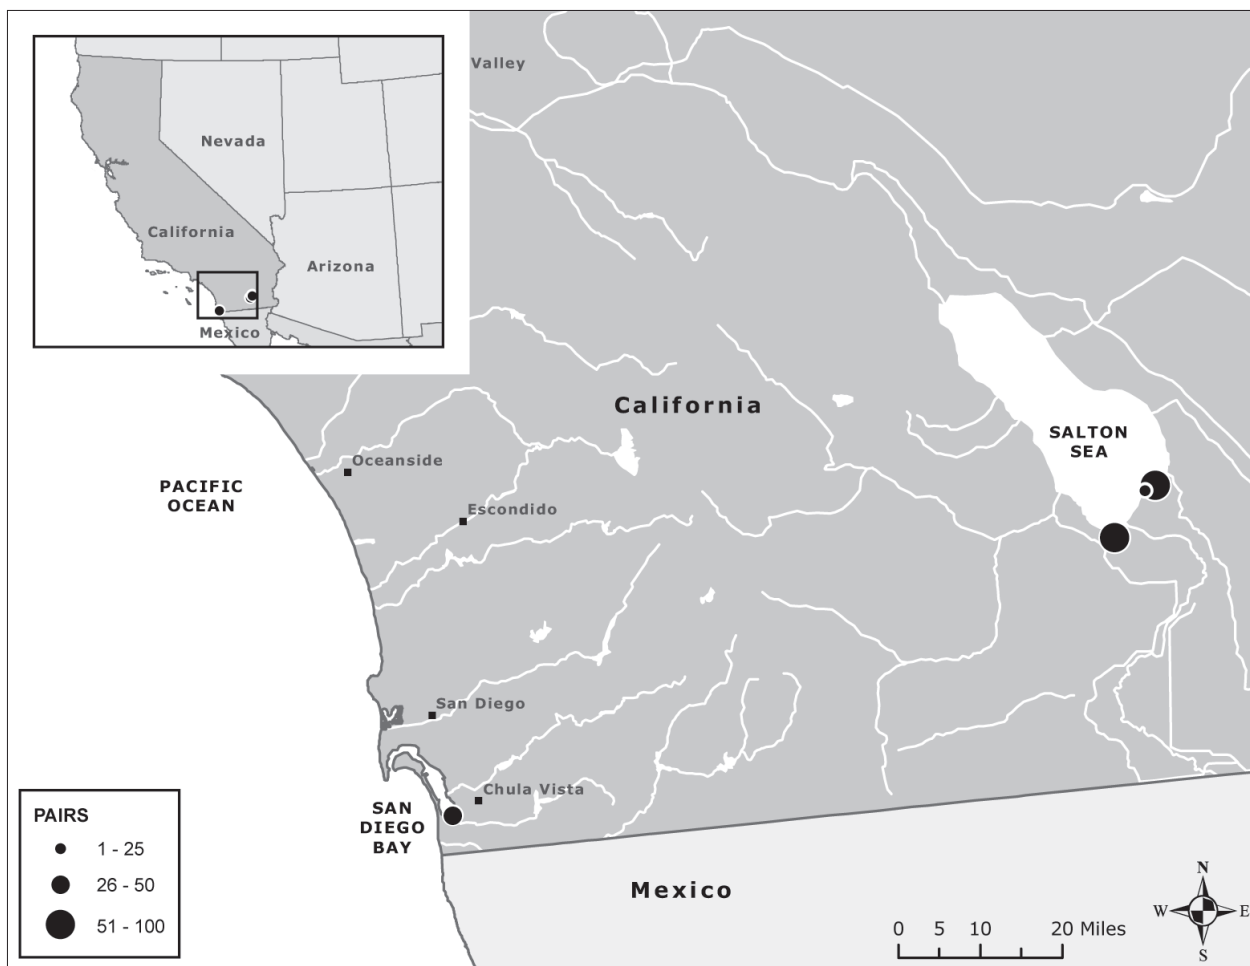 Valley
Nevada
California
Arizona
Mexico
California
SALTON
SEA
Oceanside
PACIFIC
OCEAN
Escondido
San Diego
Chula Vista
SAN
DIEGO
BAY
PAIRS
1 - 25
26 - 50
51 - 100
Mexico
N
W E
S
0 5 10 20 Miles